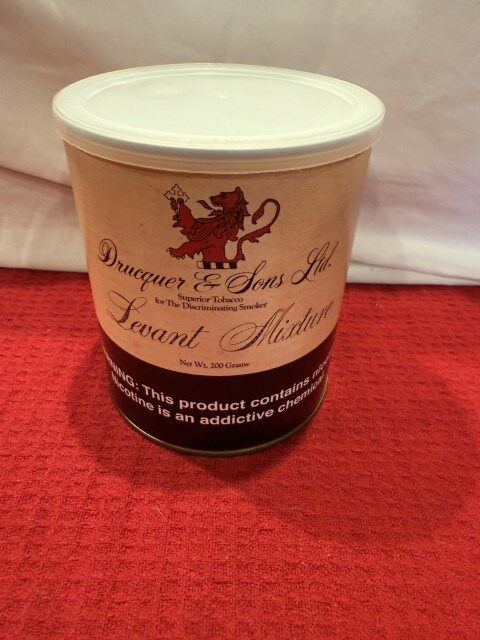 Drucquer & Sons Ltd.
Superior Tobacco
for The Discriminating Smoker
Levant Mixture
Net Wt. 200 Grams
This product contains
Nicotine is an addictive